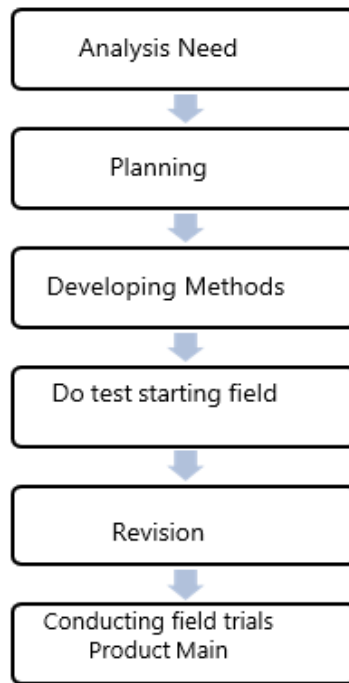 Analysis Need
Planning
Developing Methods
Do test starting field
Revision
Conducting field trials
Product Main